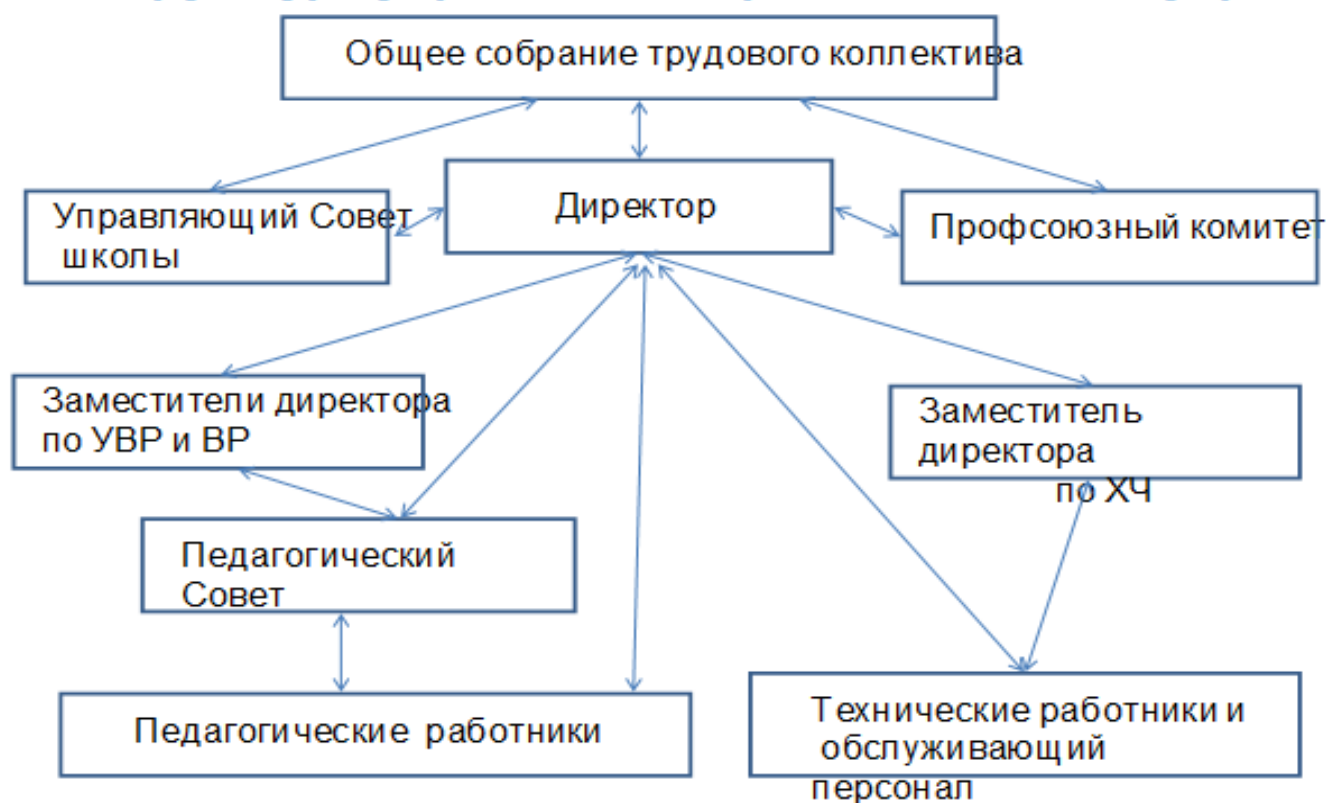 Общее собрание трудового коллектива
Директор
Управляющий Совет
школы
Профсоюзный комитет
Заместители директора
по УВР и ВР
Заместитель
директора
по ХЧ
Педагогический
Совет
Педагогические работники
Технические работники и
обслуживающий
персонал